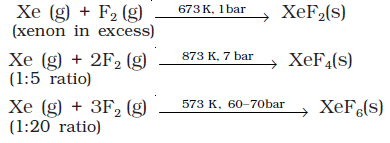 Xe (g) + F₂ (g) 673 K, 1bar → XeF₂(s)
(xenon in excess)
Xe (g) + 2F₂ (g) 873 K, 7 bar → XeF₄(s)
(1:5 ratio)
Xe (g) + 3F₂ (g) 573 K, 60–70bar → XeF₆(s)
(1:20 ratio)